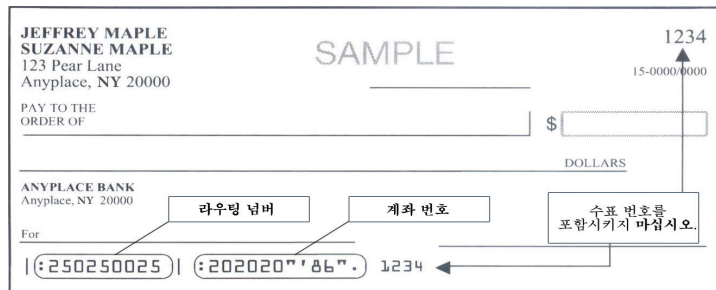 JEFFREY MAPLE
SUZANNE MAPLE
123 Pear Lane
Anyplace, NY 20000
SAMPLE
1234
15-0000/0000
PAY TO THE
ORDER OF
$
DOLLARS
ANYPLACE BANK
Anyplace, NY 20000
라우팅 넘버
계좌 번호
수표 번호를
포함시키지 마십시오.
For
|:250250025| (:202020"'86". 1234